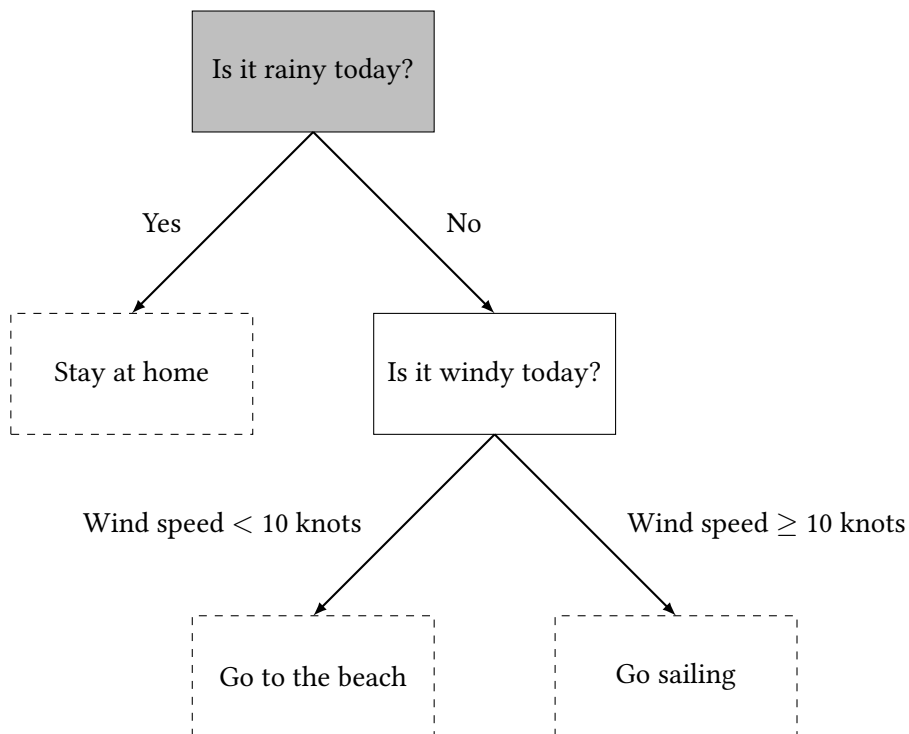 Is it rainy today?
Yes
No
Stay at home
Is it windy today?
Wind speed < 10 knots
Wind speed ≥ 10 knots
Go to the beach
Go sailing